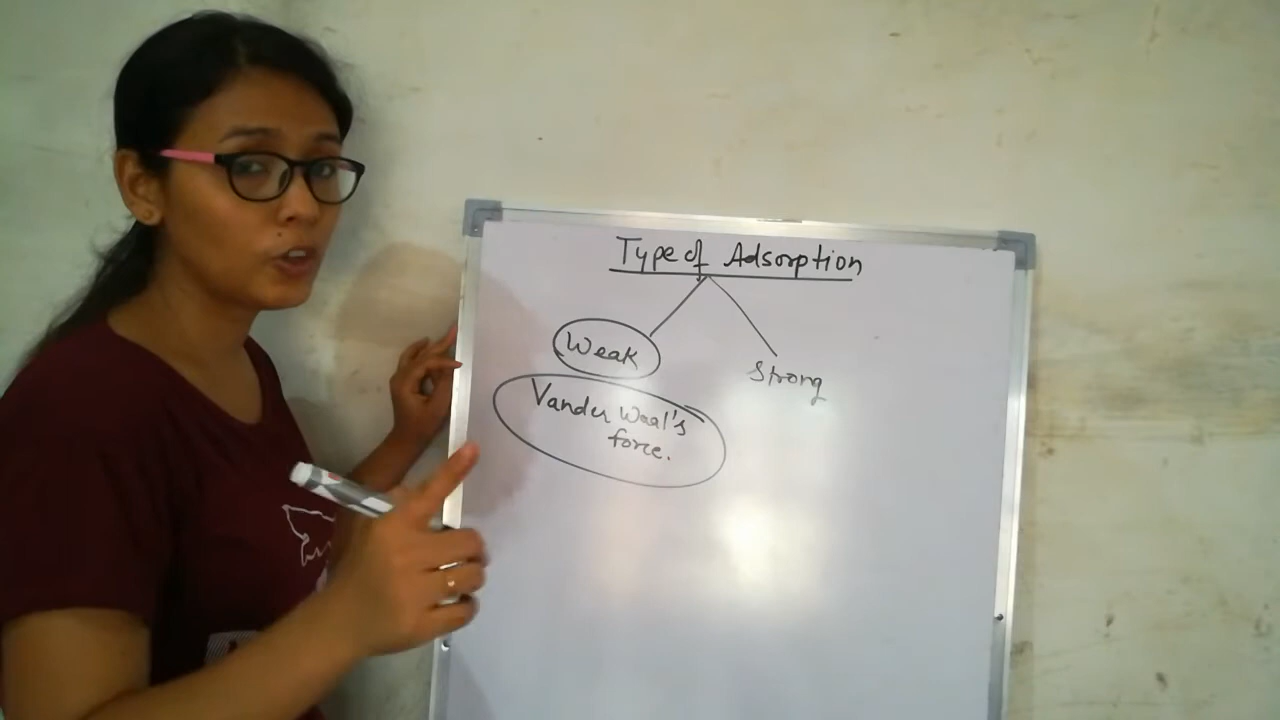 Type of Adsorption
Weak
Strong
Vander Waal's
force.